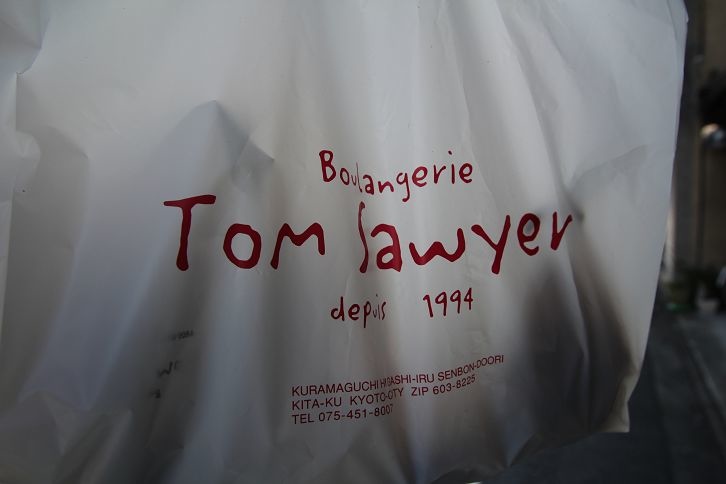 Boulangerie
Tom Sawyer
depuis 1994
KURAMAGUCHI HIGASHI-IRU SENBON-DOORI
KITA-KU KYOTO-CITY ZIP 603-8225
TEL 075-451-8007